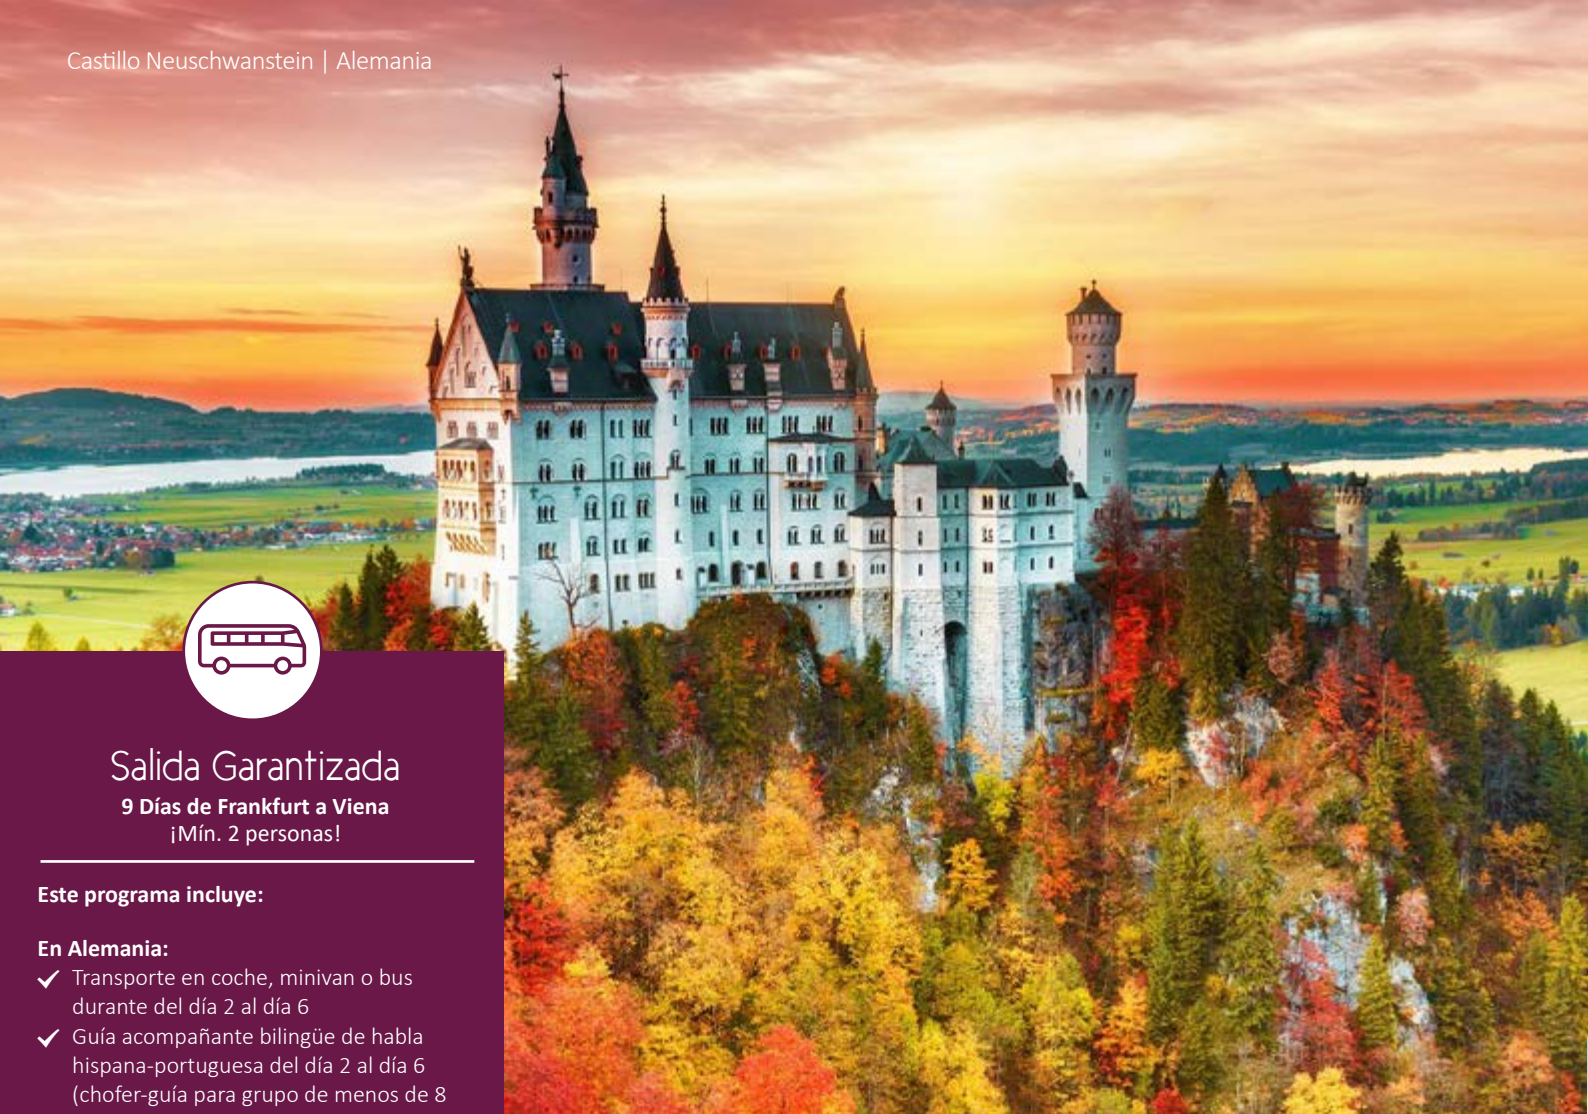 Castillo Neuschwanstein | Alemania
Salida Garantizada
9 Días de Frankfurt a Viena
¡Mín. 2 personas!
Este programa incluye:
En Alemania:
Transporte en coche, minivan o bus
durante del día 2 al día 6
Guía acompañante bilingüe de habla
hispana-portuguesa del día 2 al día 6
(chofer-guía para grupo de menos de 8